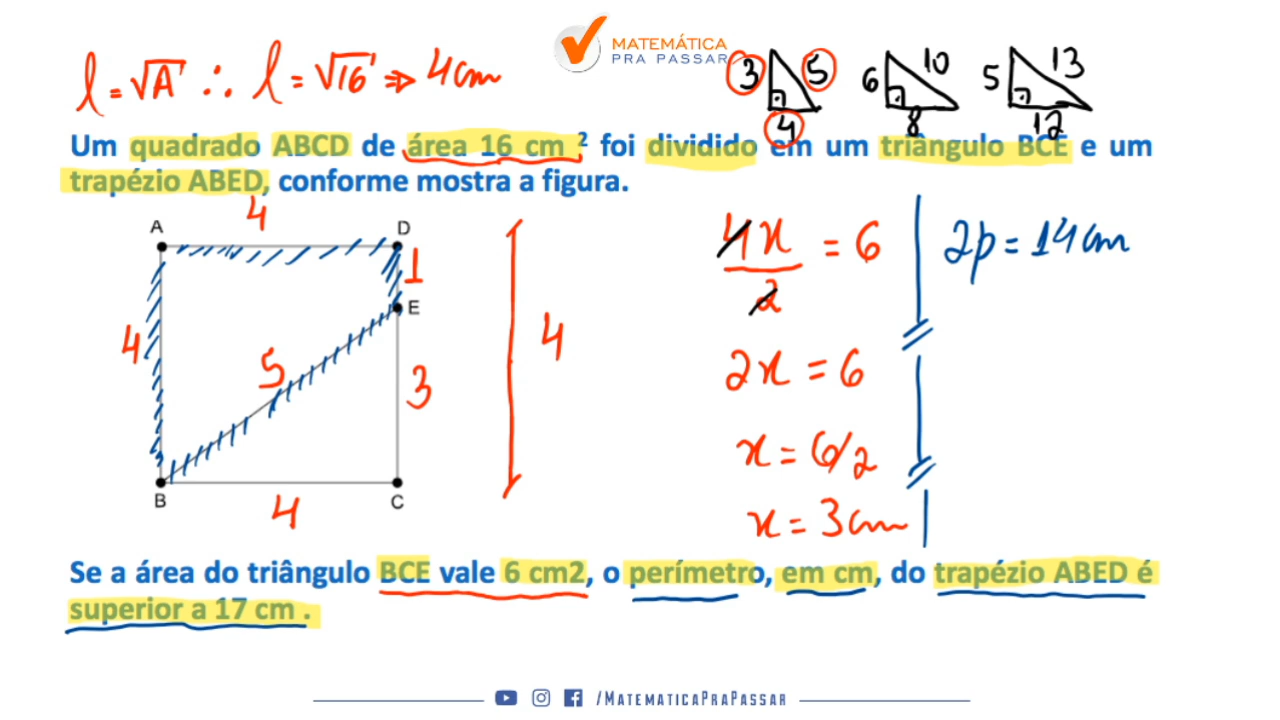 MATEMÁTICA
PRA PASSAR
l = √A ∴ l = √16 ⇒ 4cm
3 5 4
6 10 8
5 13 12
Um quadrado ABCD de área 16 cm ² foi dividido em um triângulo BCE e um
trapézio ABED, conforme mostra a figura.
4
A D
1
E
4
5
3
B C
4
4
4x/2 = 6
2x = 6
x = 6/2
x = 3cm
2p = 14cm
Se a área do triângulo BCE vale 6 cm2, o perímetro, em cm, do trapézio ABED é
superior a 17 cm .
/MATEMATICAPRAPASSAR